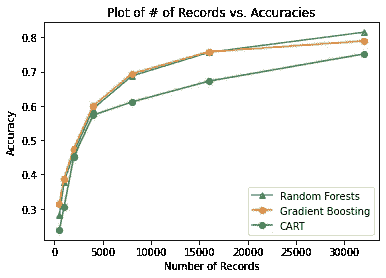 Plot of # of Records vs. Accuracies
0.8
0.7
0.6
0.5
0.4
0.3
Accuracy
0 5000 10000 15000 20000 25000 30000
Number of Records
Random Forests
Gradient Boosting
CART